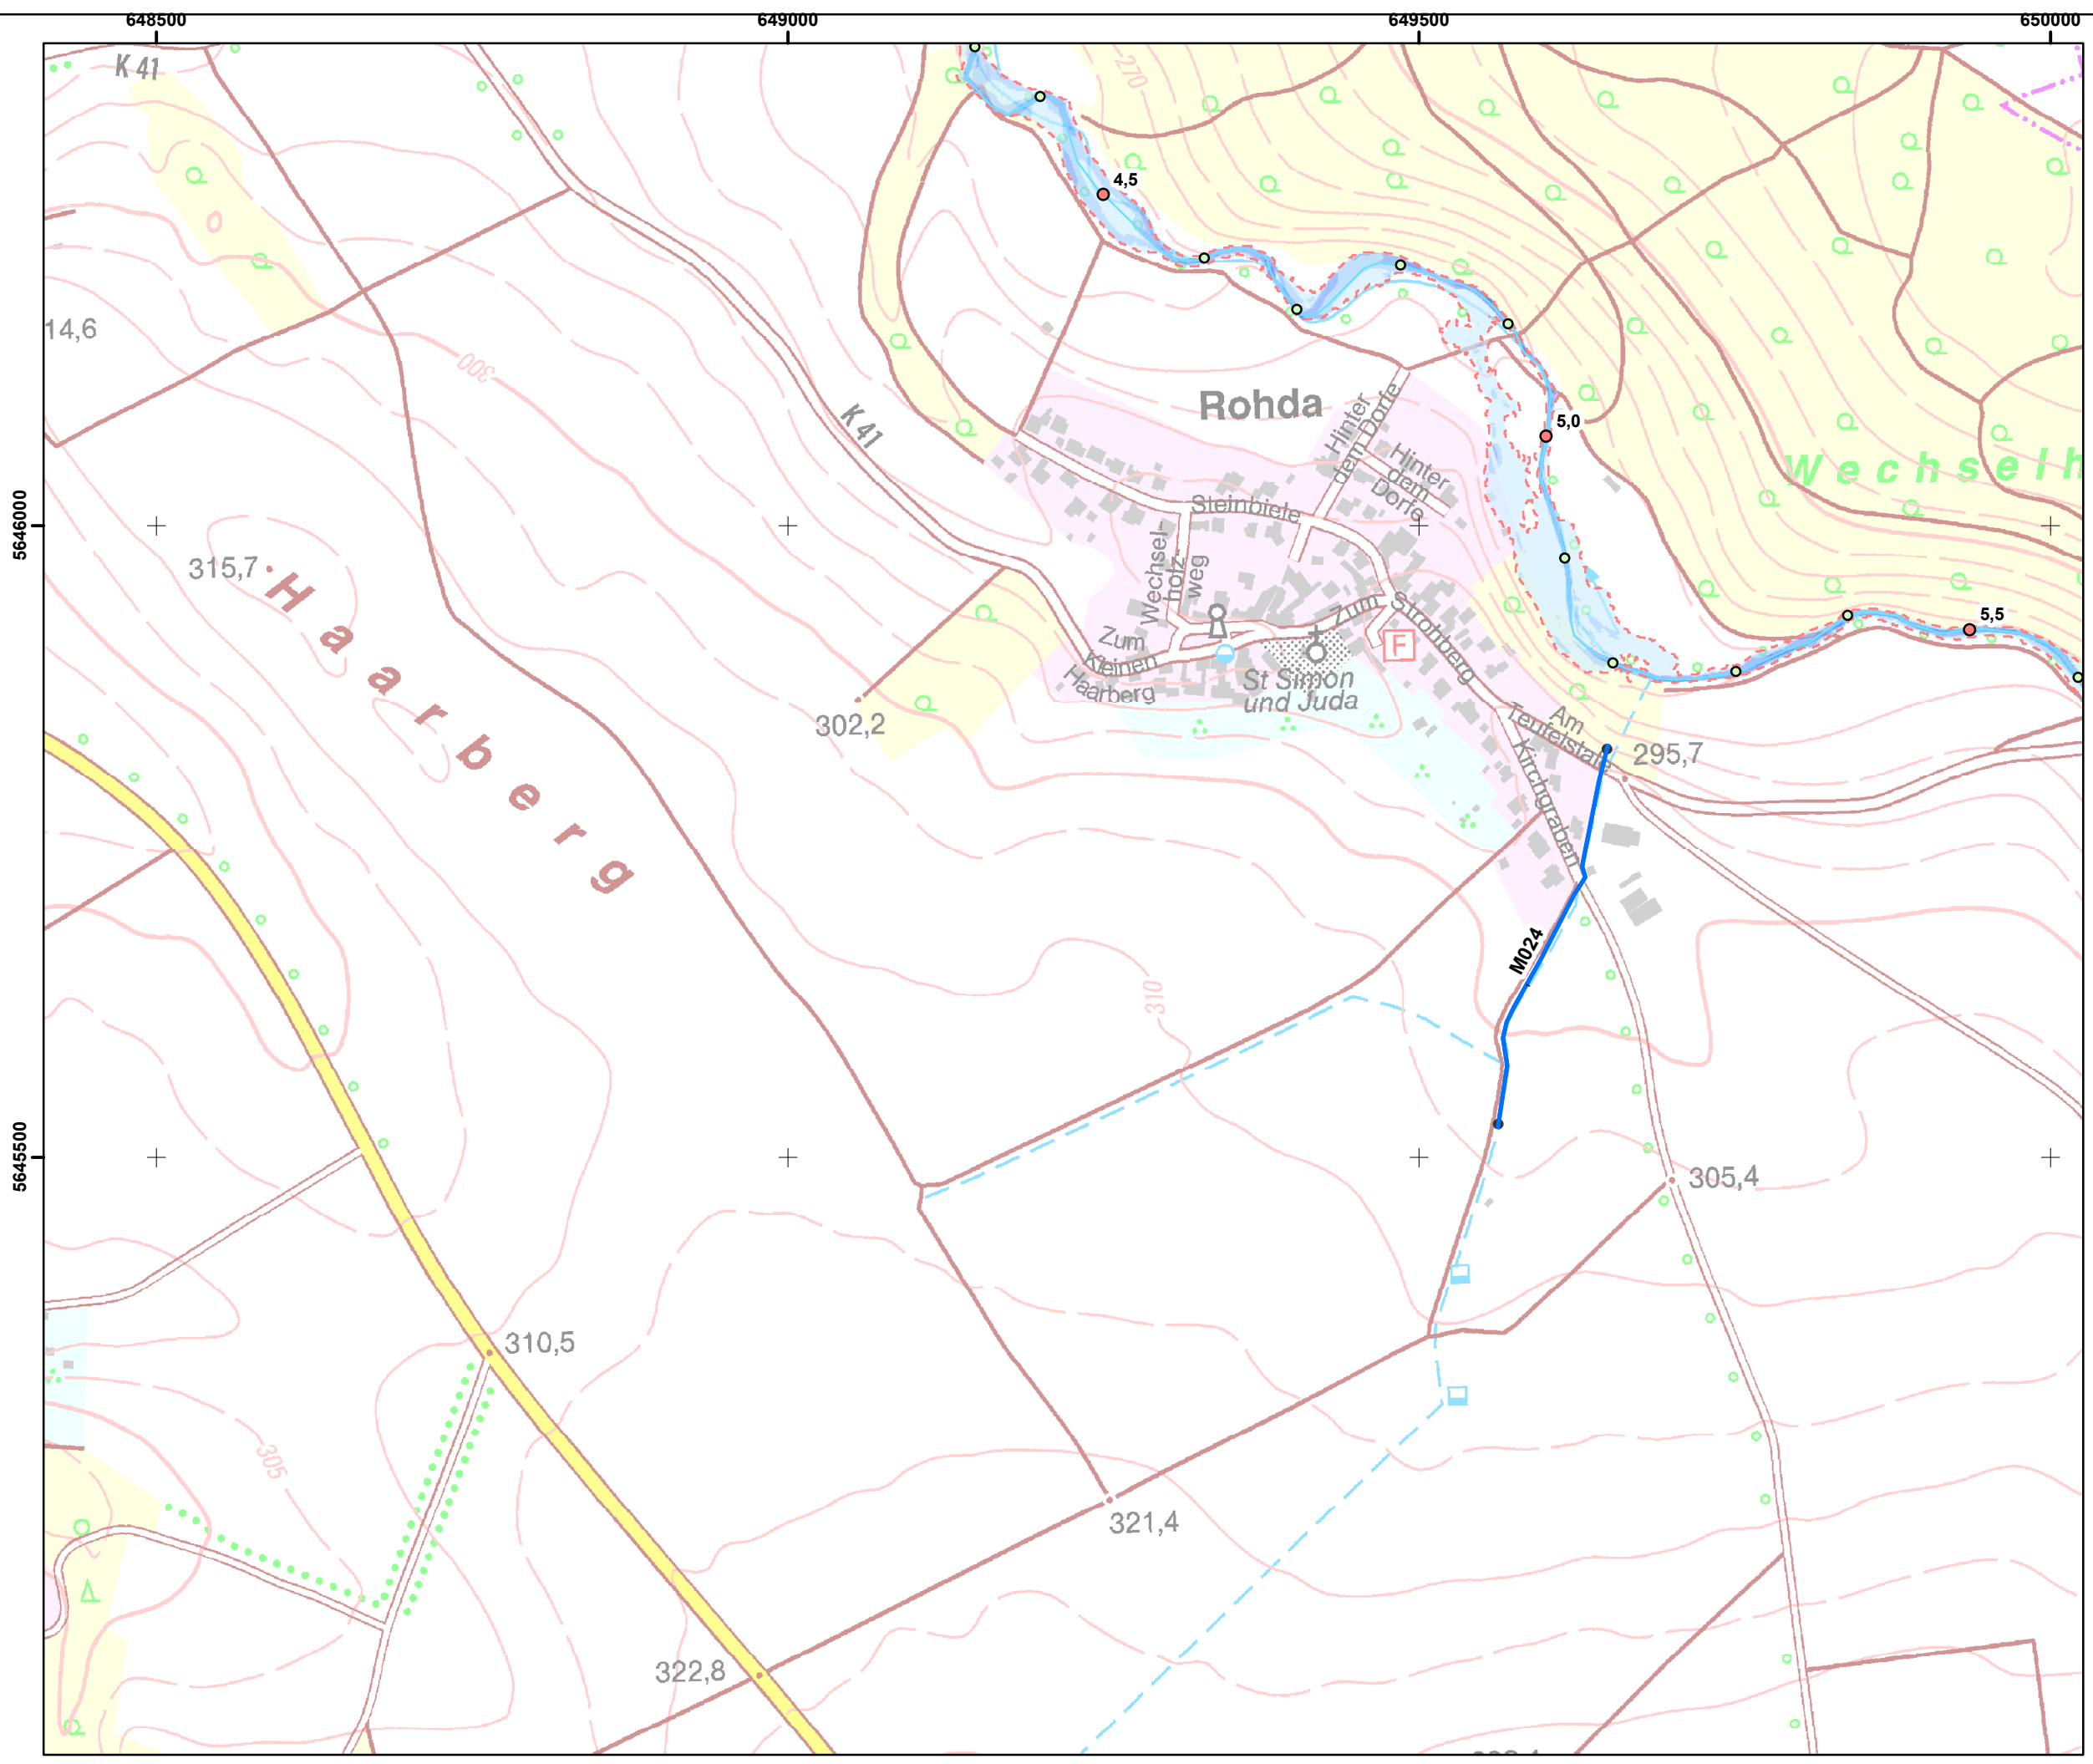 648500
649000
649500
650000
K 41
270
4,5
14,6
300
K 41
Rohda
Hinter
dem Dorfe
Hinter
dem
Dorfe
5,0
Wechselh
5646000
Steinbiele
Wechsel-
holz-
weg
315,7
Haarberg
Zum
Kleinen
Haarberg
Zum
Strohberg
F
5,5
St Simon
und Juda
302,2
Am
Teufelstale
295,7
Kirchgraben
M024
310
5645500
305,4
310,5
305
321,4
322,8